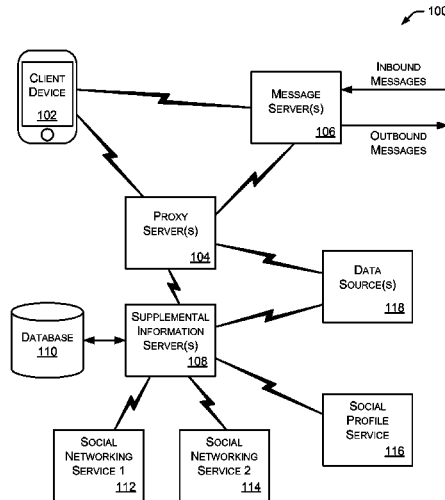 100
CLIENT
DEVICE
102
MESSAGE
SERVER(S)
106
INBOUND
MESSAGES
OUTBOUND
MESSAGES
PROXY
SERVER(S)
104
DATA
SOURCE(S)
118
DATABASE
110
SUPPLEMENTAL
INFORMATION
SERVER(S)
108
SOCIAL
PROFILE
SERVICE
116
SOCIAL
NETWORKING
SERVICE 1
112
SOCIAL
NETWORKING
SERVICE 2
114